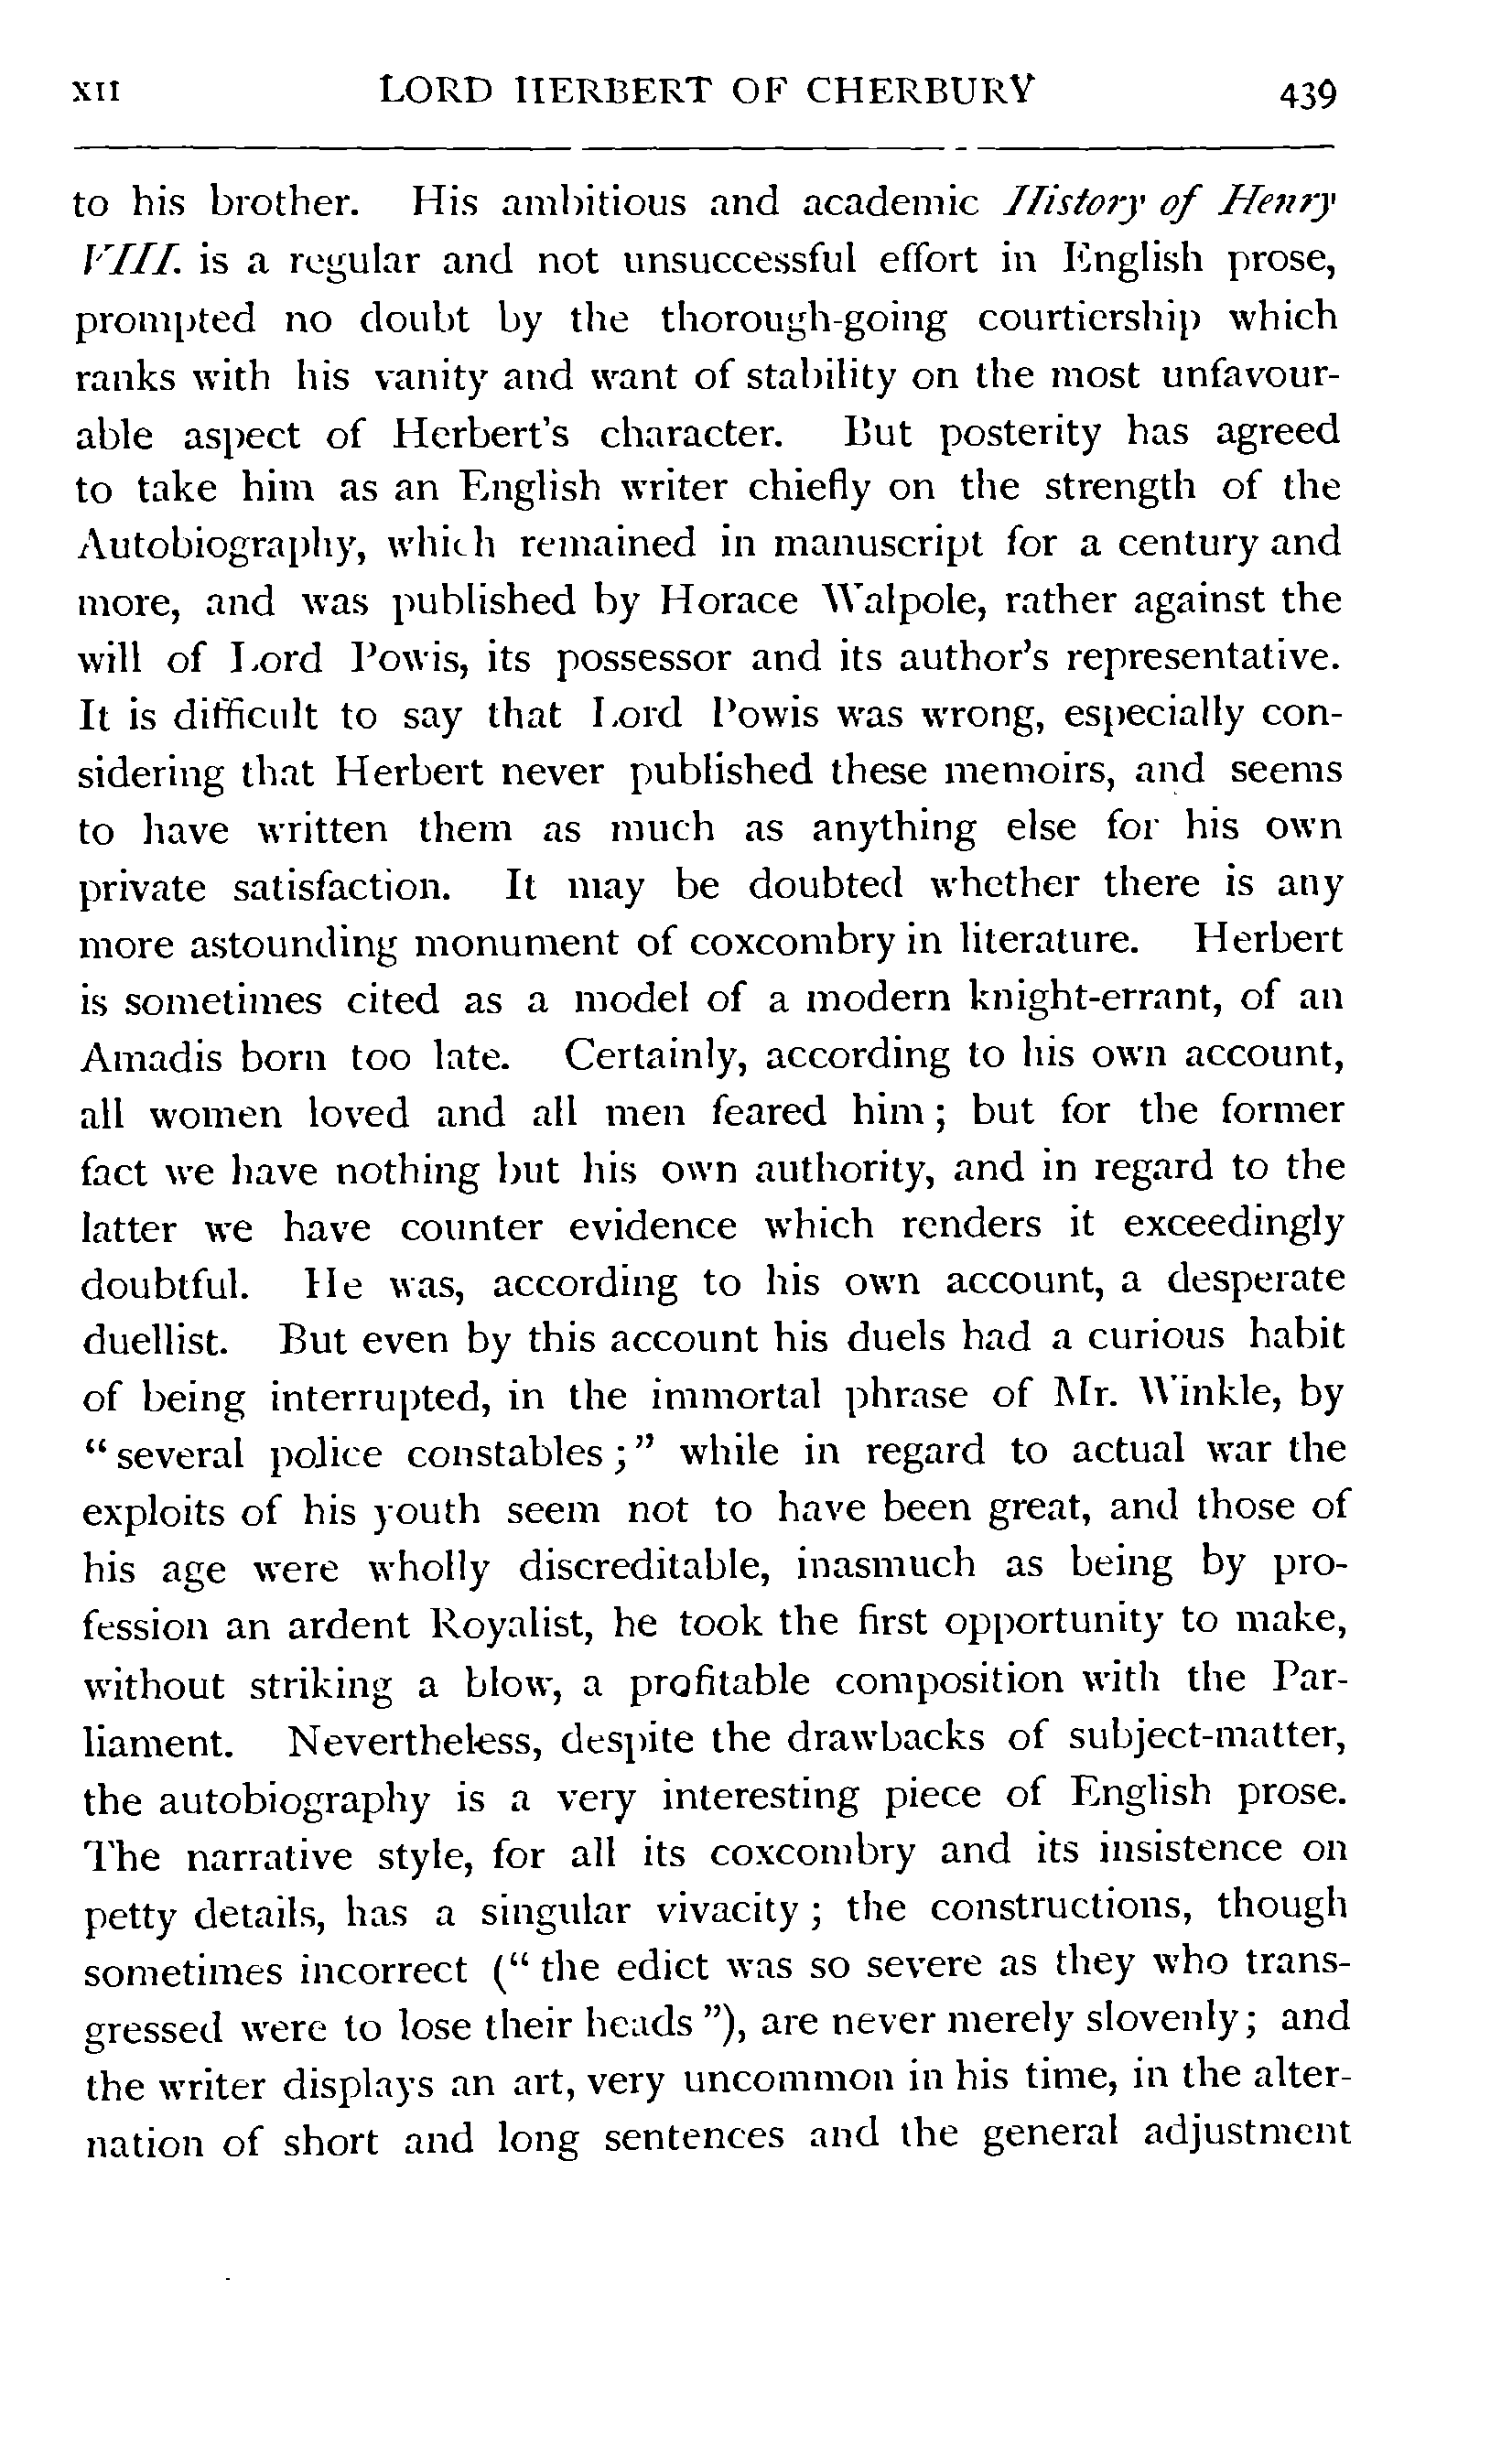 XII LORD HERBERT OF CHERBURY 439
to his brother. His ambitious and academic History of Henry
VIII. is a regular and not unsuccessful effort in English prose,
prompted no doubt by the thorough-going courtiership which
ranks with his vanity and want of stability on the most unfavour-
able aspect of Herbert's character. But posterity has agreed
to take him as an English writer chiefly on the strength of the
Autobiography, which remained in manuscript for a century and
more, and was published by Horace Walpole, rather against the
will of Lord Powis, its possessor and its author's representative.
It is difficult to say that Lord Powis was wrong, especially con-
sidering that Herbert never published these memoirs, and seems
to have written them as much as anything else for his own
private satisfaction. It may be doubted whether there is any
more astounding monument of coxcombry in literature. Herbert
is sometimes cited as a model of a modern knight-errant, of an
Amadis born too late. Certainly, according to his own account,
all women loved and all men feared him; but for the former
fact we have nothing but his own authority, and in regard to the
latter we have counter evidence which renders it exceedingly
doubtful. He was, according to his own account, a desperate
duellist. But even by this account his duels had a curious habit
of being interrupted, in the immortal phrase of Mr. Winkle, by
"several police constables;" while in regard to actual war the
exploits of his youth seem not to have been great, and those of
his age were wholly discreditable, inasmuch as being by pro-
fession an ardent Royalist, he took the first opportunity to make,
without striking a blow, a profitable composition with the Par-
liament. Nevertheless, despite the drawbacks of subject-matter,
the autobiography is a very interesting piece of English prose.
The narrative style, for all its coxcombry and its insistence on
petty details, has a singular vivacity; the constructions, though
sometimes incorrect ("the edict was so severe as they who trans-
gressed were to lose their heads"), are never merely slovenly; and
the writer displays an art, very uncommon in his time, in the alter-
nation of short and long sentences and the general adjustment